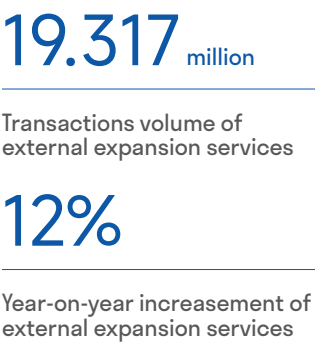 19.317 million
Transactions volume of
external expansion services
12%
Year-on-year increasement of
external expansion services